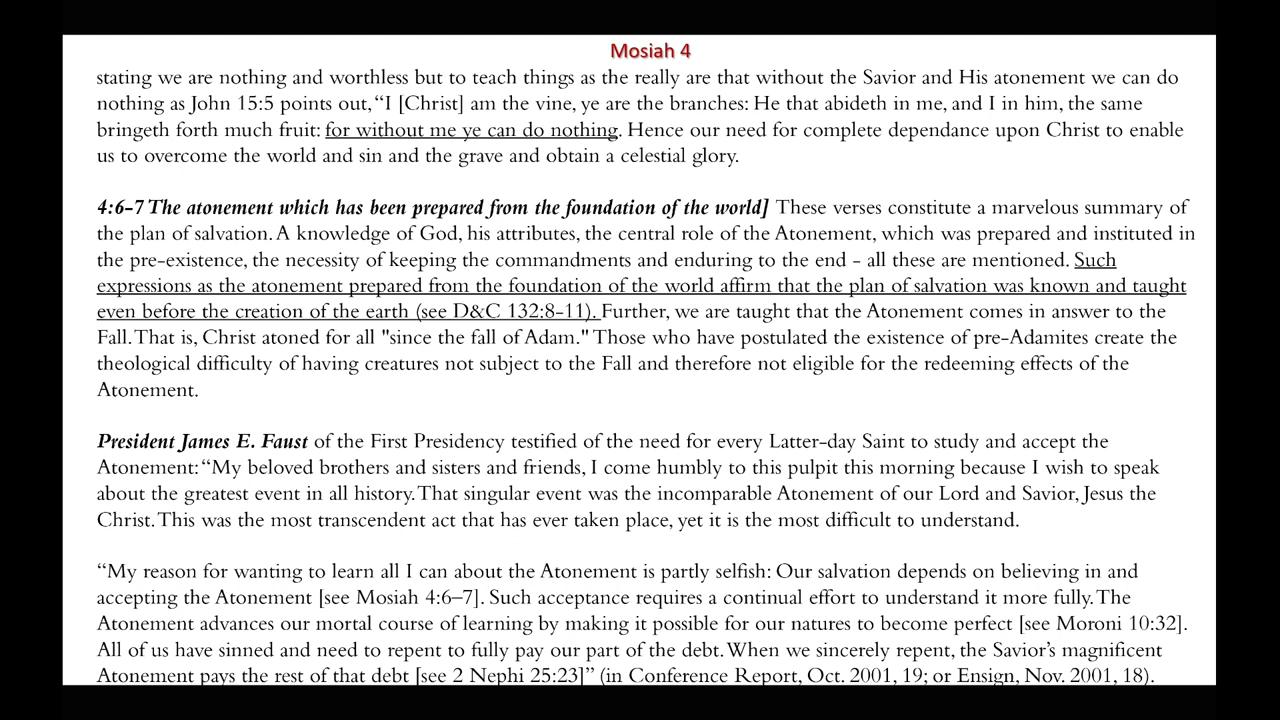 Mosiah 4
stating we are nothing and worthless but to teach things as the really are that without the Savior and His atonement we can do
nothing as John 15:5 points out, “I [Christ] am the vine, ye are the branches: He that abideth in me, and I in him, the same
bringeth forth much fruit: for without me ye can do nothing. Hence our need for complete dependance upon Christ to enable
us to overcome the world and sin and the grave and obtain a celestial glory.
4:6-7 The atonement which has been prepared from the foundation of the world] These verses constitute a marvelous summary of
the plan of salvation. A knowledge of God, his attributes, the central role of the Atonement, which was prepared and instituted in
the pre-existence, the necessity of keeping the commandments and enduring to the end - all these are mentioned. Such
expressions as the atonement prepared from the foundation of the world affirm that the plan of salvation was known and taught
even before the creation of the earth (see D&C 132:8-11). Further, we are taught that the Atonement comes in answer to the
Fall. That is, Christ atoned for all "since the fall of Adam." Those who have postulated the existence of pre-Adamites create the
theological difficulty of having creatures not subject to the Fall and therefore not eligible for the redeeming effects of the
Atonement.
President James E. Faust of the First Presidency testified of the need for every Latter-day Saint to study and accept the
Atonement: “My beloved brothers and sisters and friends, I come humbly to this pulpit this morning because I wish to speak
about the greatest event in all history. That singular event was the incomparable Atonement of our Lord and Savior, Jesus the
Christ. This was the most transcendent act that has ever taken place, yet it is the most difficult to understand.
“My reason for wanting to learn all I can about the Atonement is partly selfish: Our salvation depends on believing in and
accepting the Atonement [see Mosiah 4:6–7]. Such acceptance requires a continual effort to understand it more fully. The
Atonement advances our mortal course of learning by making it possible for our natures to become perfect [see Moroni 10:32].
All of us have sinned and need to repent to fully pay our part of the debt. When we sincerely repent, the Savior’s magnificent
Atonement pays the rest of that debt [see 2 Nephi 25:23]” (in Conference Report, Oct. 2001, 19; or Ensign, Nov. 2001, 18).